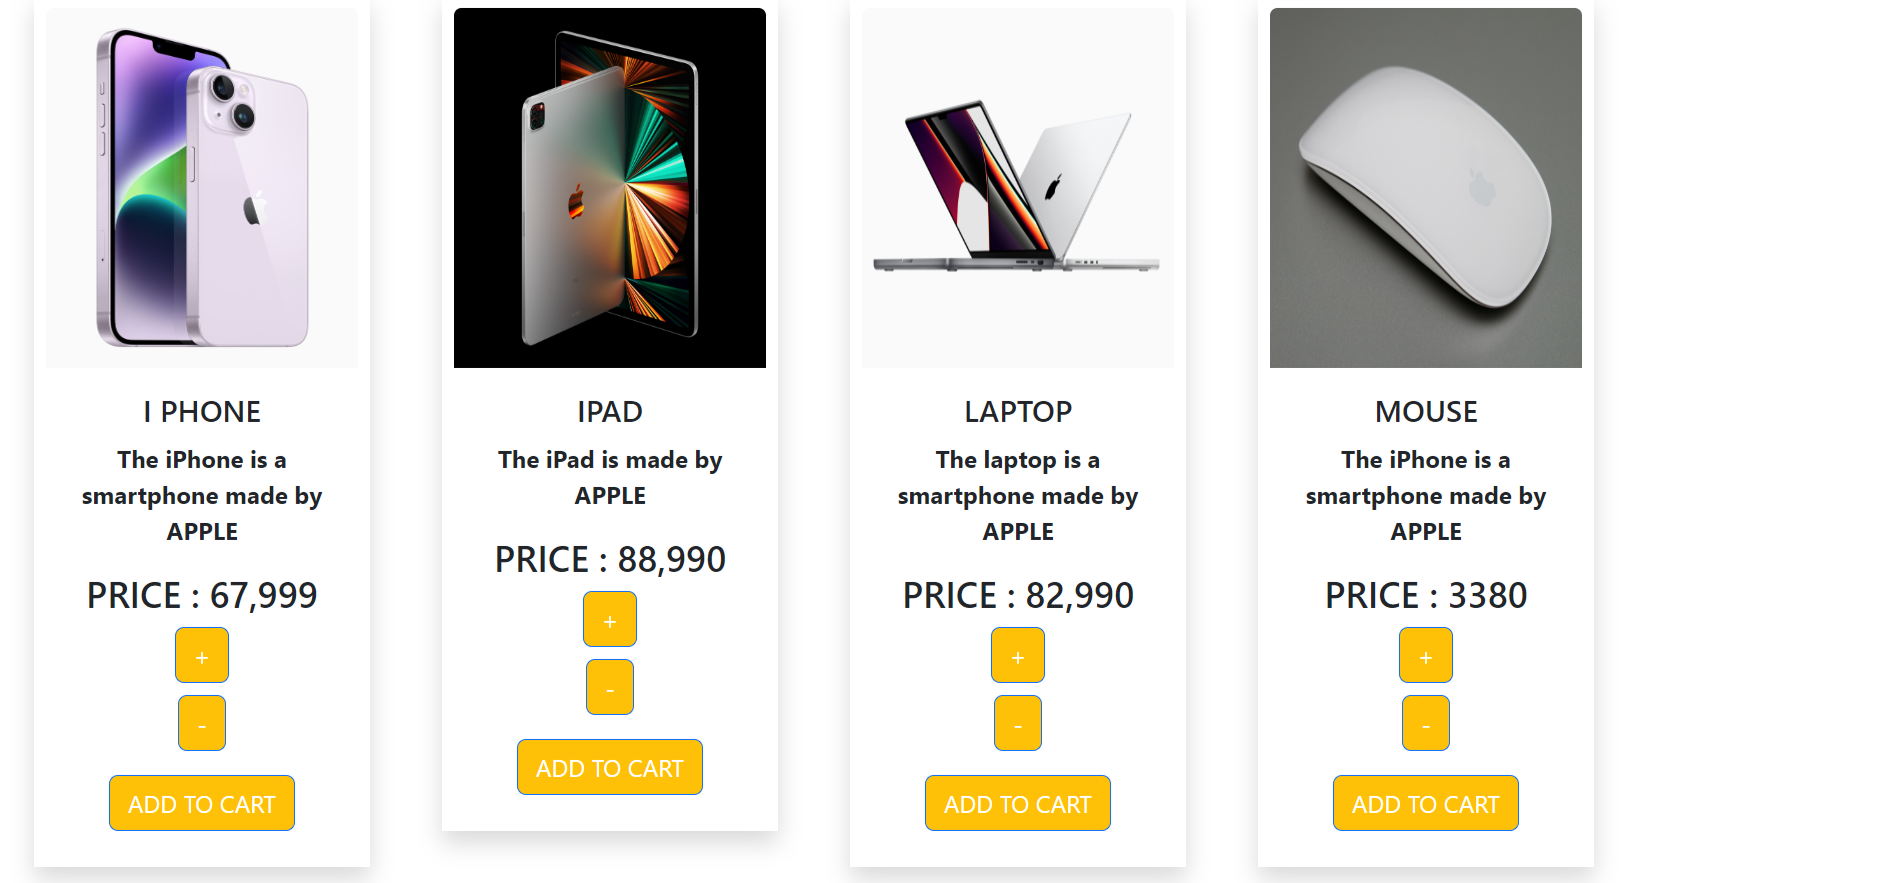 I PHONE
The iPhone is a
smartphone made by
APPLE
PRICE : 67,999
+
-
ADD TO CART
IPAD
The iPad is made by
APPLE
PRICE : 88,990
+
-
ADD TO CART
LAPTOP
The laptop is a
smartphone made by
APPLE
PRICE : 82,990
+
-
ADD TO CART
MOUSE
The iPhone is a
smartphone made by
APPLE
PRICE : 3380
+
-
ADD TO CART